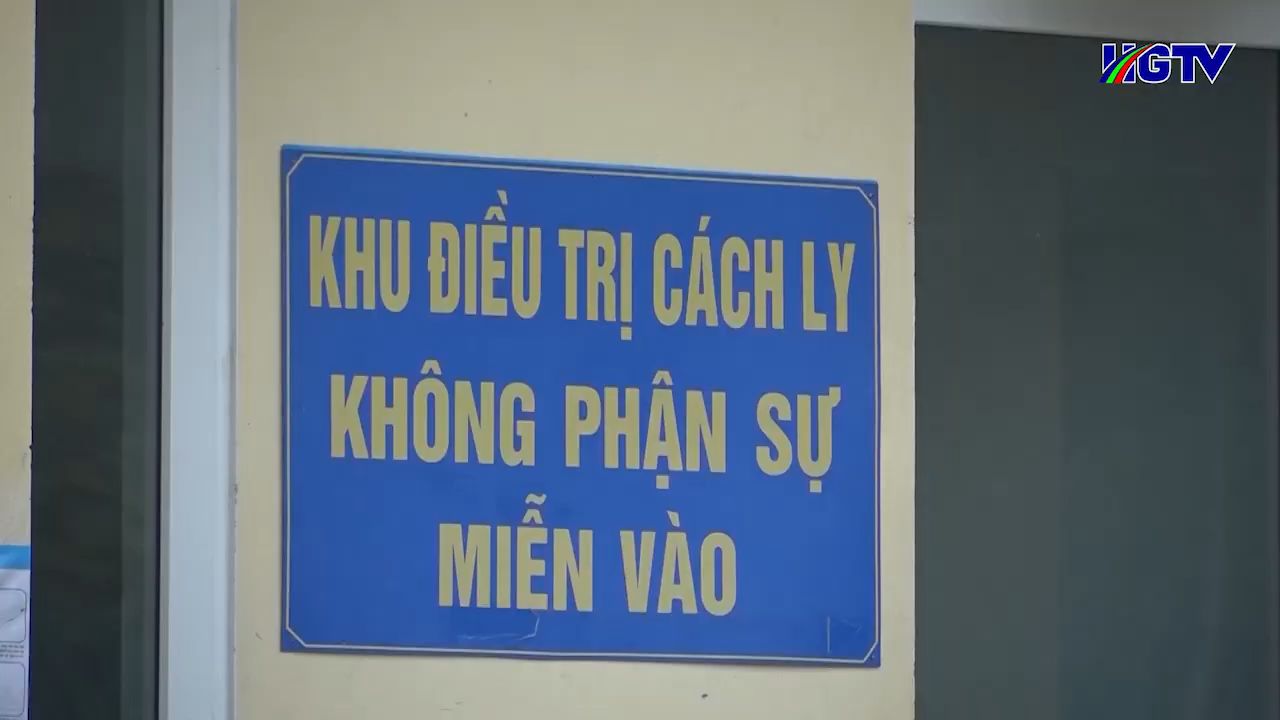 HGTV
KHU ĐIỀU TRỊ CÁCH LY
KHÔNG PHẬN SỰ
MIỄN VÀO